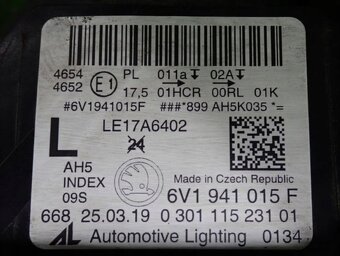 4654 E1 PL 011a 02A
4652 17,5 01HCR 00RL 01K
#6V1941015F ###*899 AH5K035 *=
L LE17A6402
24
AH5
INDEX
09S
Made in Czech Republic
6V1 941 015 F
668 25.03.19 0 301 115 231 01
AL Automotive Lighting 0134